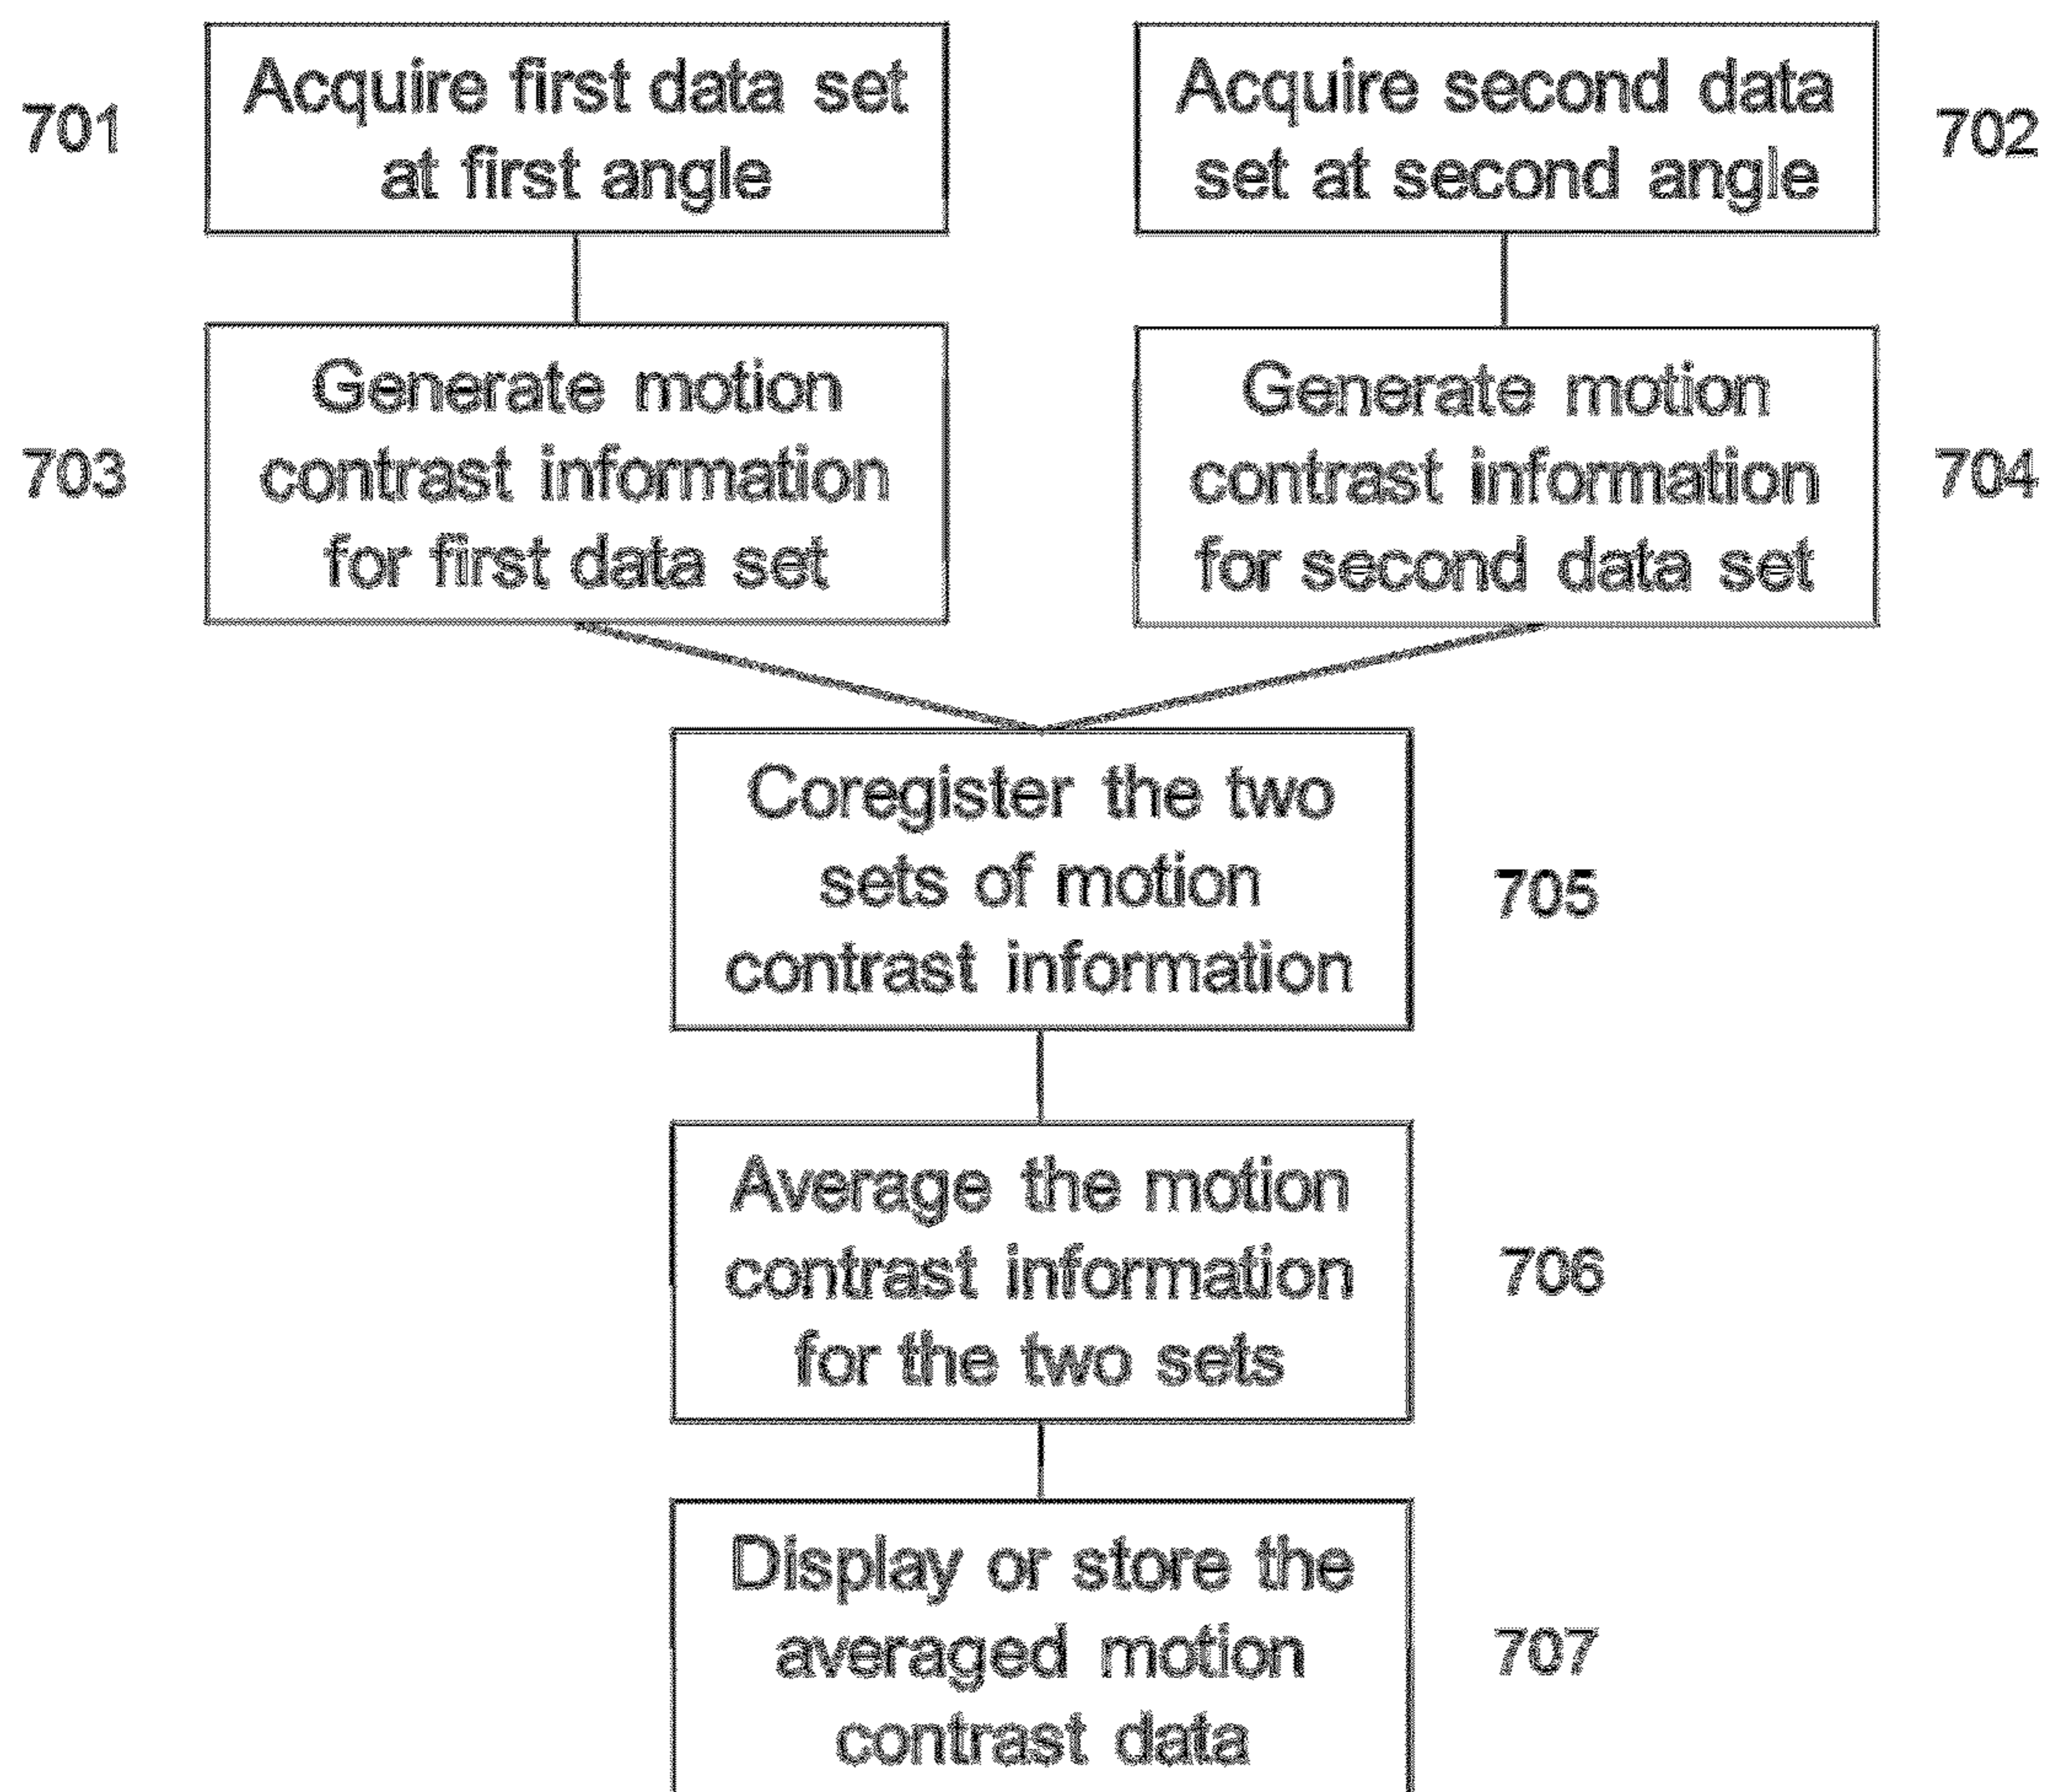 701
Acquire first data set
at first angle
Acquire second data
set at second angle
702
703
Generate motion
contrast information
for first data set
Generate motion
contrast information
for second data set
704
Coregister the two
sets of motion
contrast information
705
Average the motion
contrast information
for the two sets
706
Display or store the
averaged motion
contrast data
707